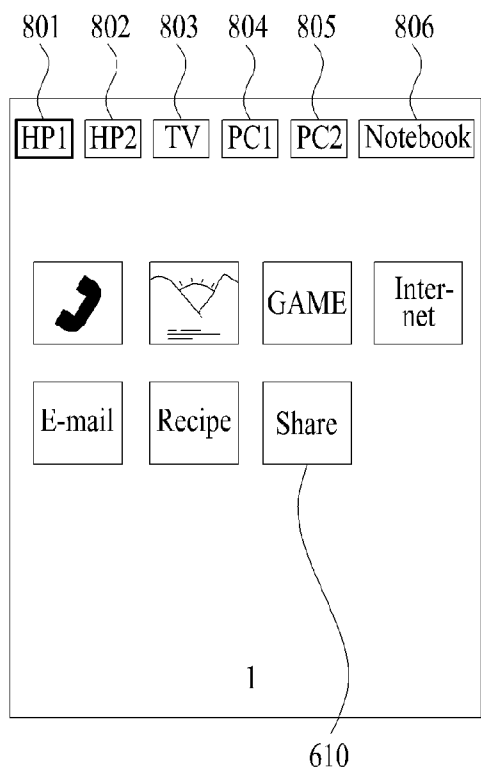 801 802 803 804 805 806
HP1 HP2 TV PC1 PC2 Notebook
GAME
Inter-
net
E-mail Recipe Share
1
610